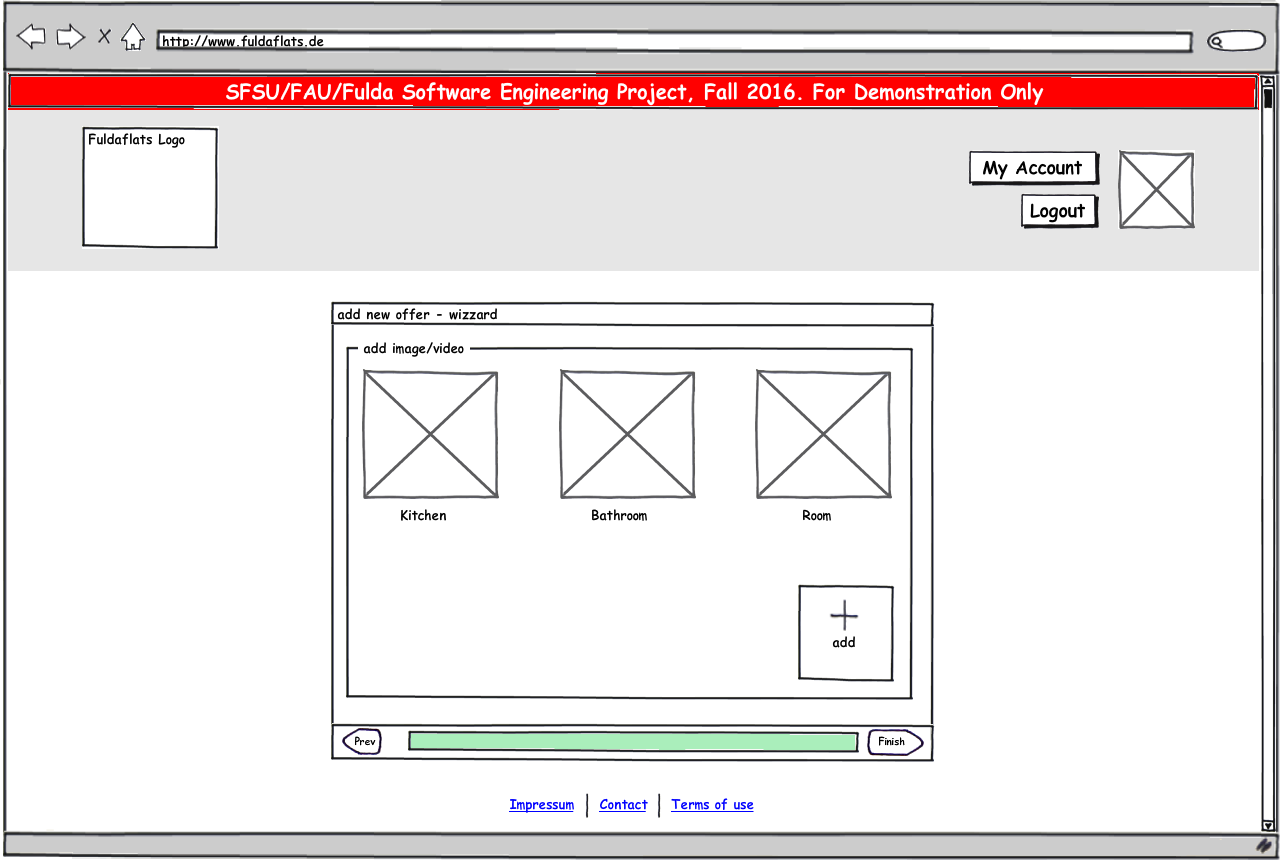 http://www.fuldaflats.de
SFSU/FAU/Fulda Software Engineering Project, Fall 2016. For Demonstration Only
Fuldaflats Logo
My Account
Logout
add new offer - wizzard
add image/video
Kitchen
Bathroom
Room
add
Prev
Finish
Impressum
Contact
Terms of use